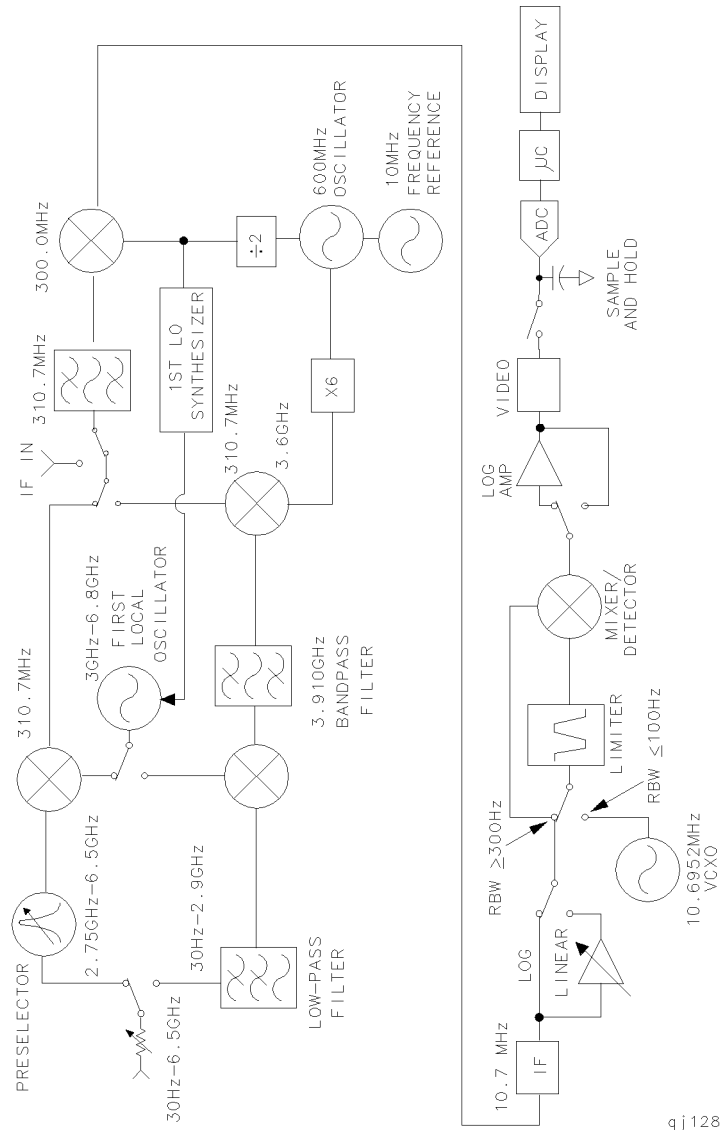 PRESELECTOR
2.75GHz-6.5GHz
30Hz-6.5GHz
30Hz-2.9GHz
LOW-PASS
FILTER
310.7MHz
3GHz-6.8GHz
FIRST
LOCAL
OSCILLATOR
3.910GHz
BANDPASS
FILTER
IF IN
310.7MHz
300.0MHz
1ST LO
SYNTHESIZER
÷2
310.7MHz
3.6GHz
X6
600MHz
OSCILLATOR
10MHz
FREQUENCY
REFERENCE
10.7 MHz
IF
LOG
LINEAR
RBW ≥300Hz
RBW ≤100Hz
10.6952MHz
VCXO
LIMITER
MIXER/
DETECTOR
LOG
AMP
VIDEO
SAMPLE
AND HOLD
ADC
µC
DISPLAY
qj128